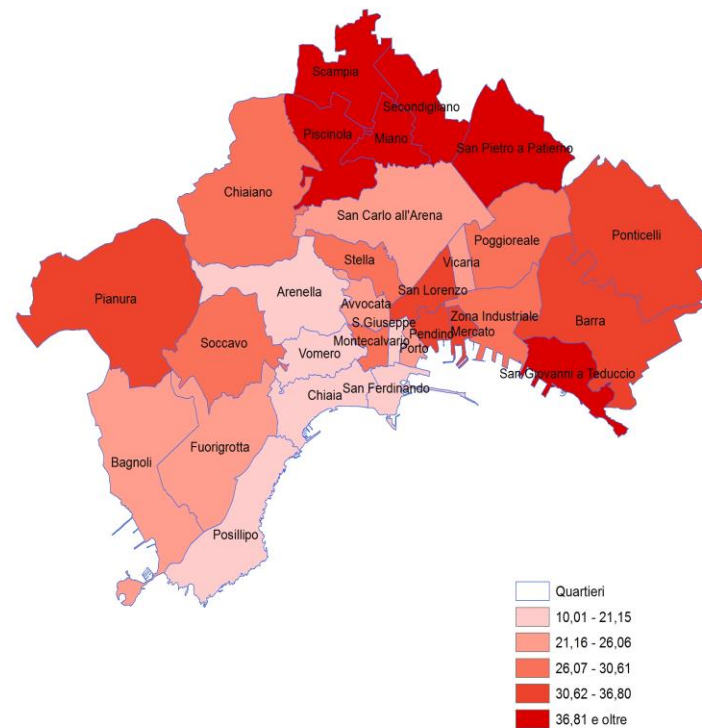 Scampia
Secondigliano
Piscinola
Miano
San Pietro a Patierno
Chiaiano
San Carlo all'Arena
Ponticelli
Poggioreale
Stella
Vicaria
Pianura
Arenella
San Lorenzo
Avvocata
Zona Industriale
Barra
S.Giuseppe
Soccavo
Pendino
Mercato
Montecalvario
Porto
Vomero
San Giovanni a Teduccio
Chiaia
San Ferdinando
Fuorigrotta
Bagnoli
Posillipo
Quartieri
10,01 - 21,15
21,16 - 26,06
26,07 - 30,61
30,62 - 36,80
36,81 e oltre